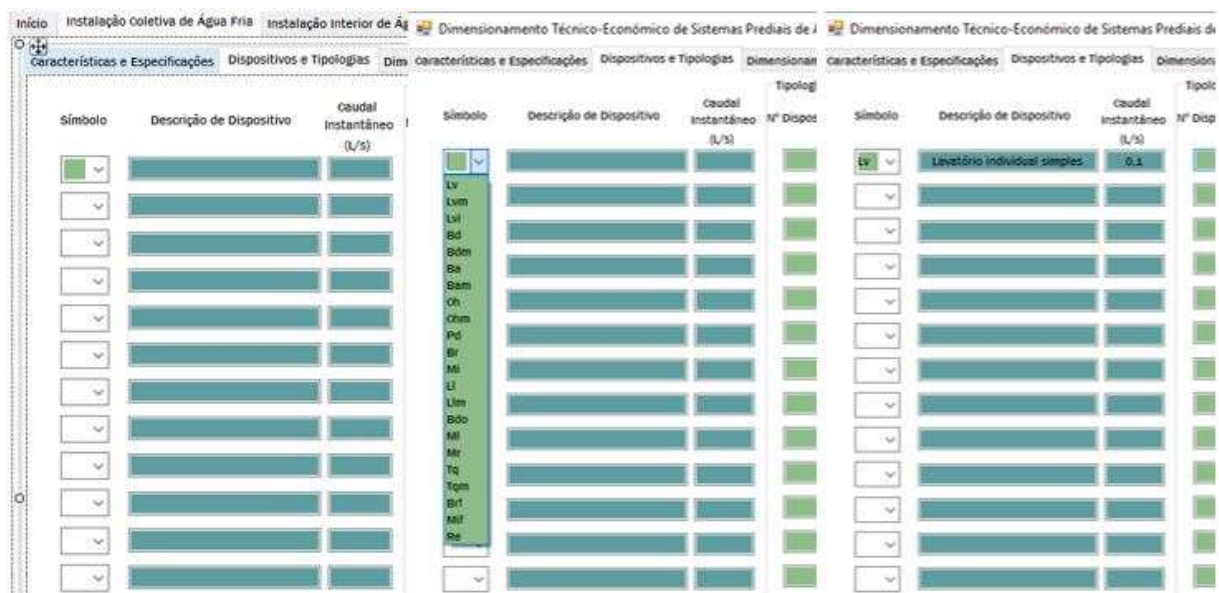 Início Instalação Coletiva de Água Fria Instalação Interior de Ág
Características e Especificações Dispositivos e Tipologias Dim
Símbolo Descrição de Dispositivo Caudal Instantâneo (L/s)
Dimensionamento Técnico-Económico de Sistemas Prediais de A
Características e Especificações Dispositivos e Tipologias Dimensionam
Tipologi
Símbolo Descrição de Dispositivo Caudal Instantâneo (L/s) Nº Dispos
Lv
Lvm
Lvi
Bd
Bdm
Ba
Bam
Ch
Chm
Pd
Br
Mi
Ll
Llm
Bdo
Ml
Mr
Tq
Tqm
Brf
Mif
Re
Dimensionamento Técnico-Económico de Sistemas Prediais de
Características e Especificações Dispositivos e Tipologias Dimension
Tipolo
Símbolo Descrição de Dispositivo Caudal Instantâneo (L/s) Nº Disp
Lv Lavatório individual simples 0,1